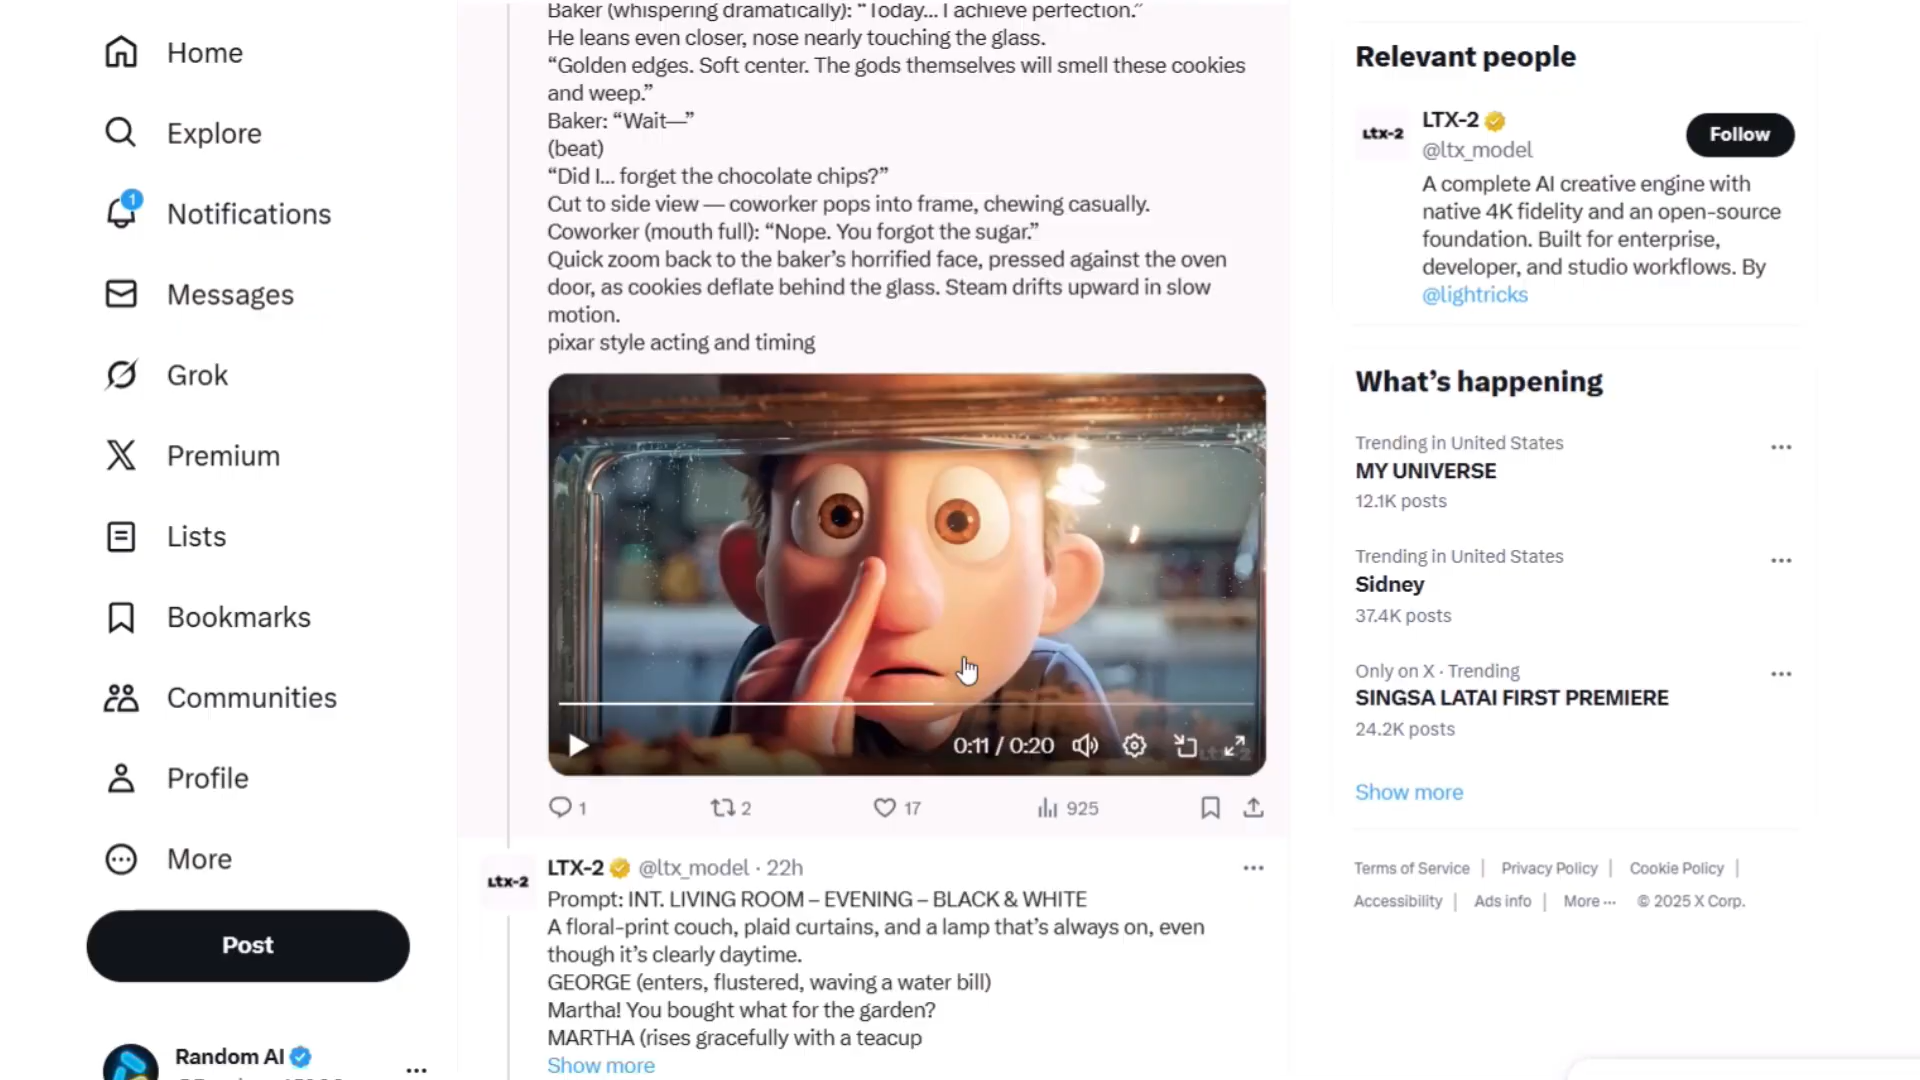 Home
Explore
1
Notifications
Messages
Grok
Premium
Lists
Bookmarks
Communities
Profile
More
Post
Random AI
Baker (whispering dramatically): “Today... I achieve perfection.”
He leans even closer, nose nearly touching the glass.
“Golden edges. Soft center. The gods themselves will smell these cookies
and weep.”
Baker: “Wait—”
(beat)
“Did I... forget the chocolate chips?”
Cut to side view — coworker pops into frame, chewing casually.
Coworker (mouth full): “Nope. You forgot the sugar.”
Quick zoom back to the baker’s horrified face, pressed against the oven
door, as cookies deflate behind the glass. Steam drifts upward in slow
motion.
pixar style acting and timing
0:11 / 0:20
LTX-2
1 2 17 925
Ltx-2
LTX-2 @ltx_model · 22h
Prompt: INT. LIVING ROOM – EVENING – BLACK & WHITE
A floral-print couch, plaid curtains, and a lamp that’s always on, even
though it’s clearly daytime.
GEORGE (enters, flustered, waving a water bill)
Martha! You bought what for the garden?
MARTHA (rises gracefully with a teacup
Show more
Relevant people
Ltx-2
LTX-2
@ltx_model
Follow
A complete AI creative engine with
native 4K fidelity and an open-source
foundation. Built for enterprise,
developer, and studio workflows. By
@lightricks
What’s happening
Trending in United States
MY UNIVERSE
12.1K posts
Trending in United States
Sidney
37.4K posts
Only on X · Trending
SINGSA LATAI FIRST PREMIERE
24.2K posts
Show more
Terms of Service | Privacy Policy | Cookie Policy |
Accessibility | Ads info | More ··· © 2025 X Corp.